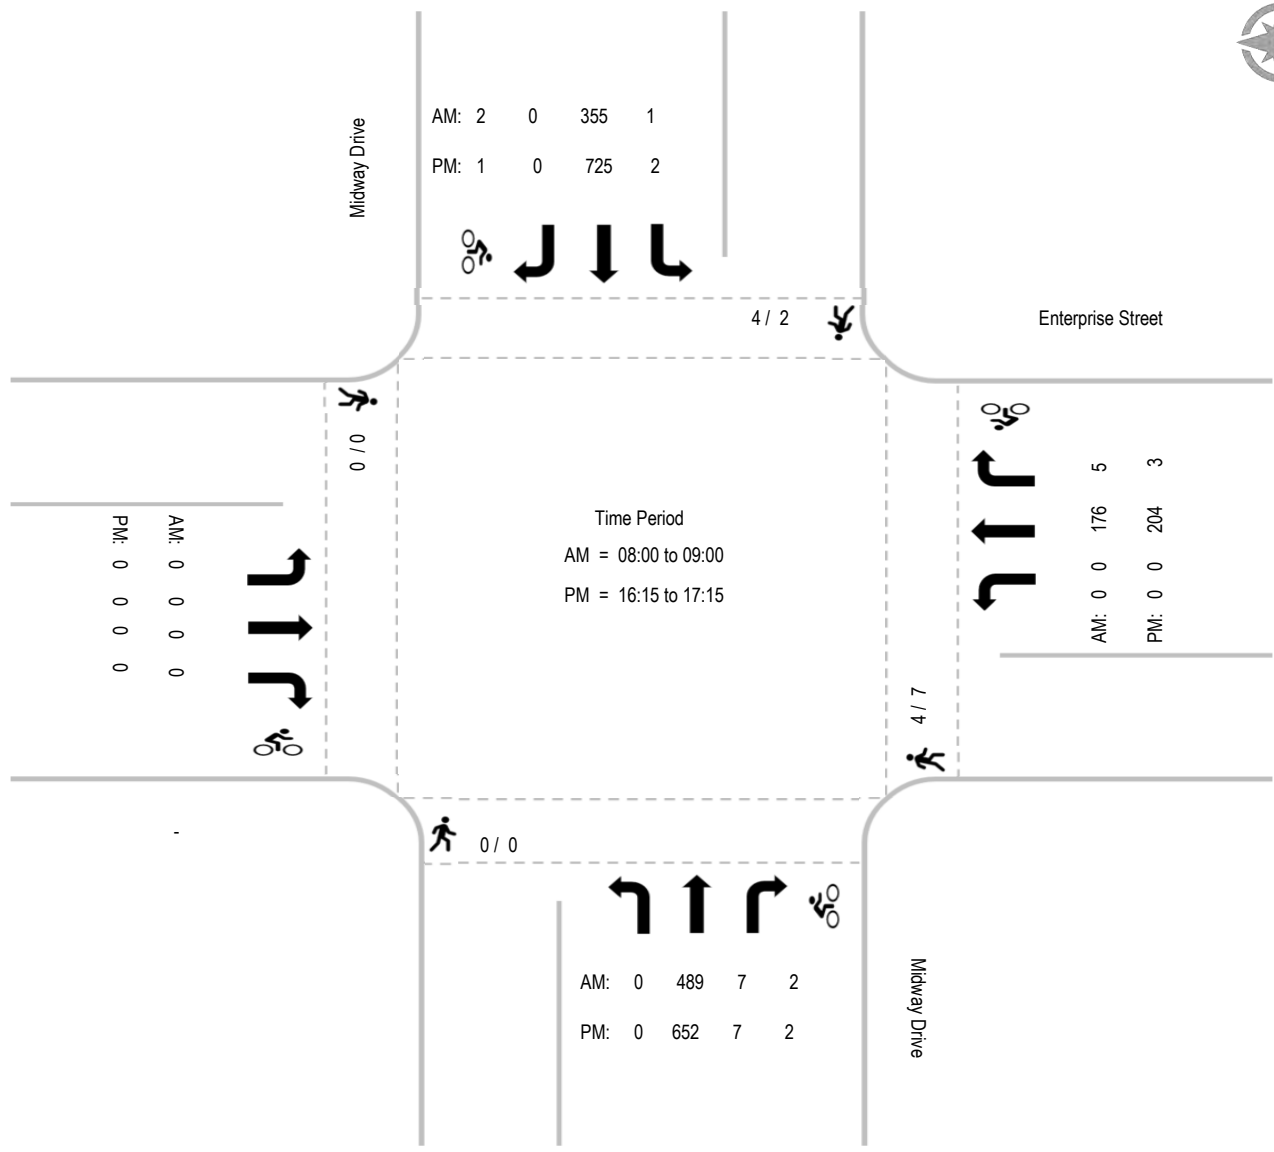 Midway Drive
AM: 2 0 355 1
PM: 1 0 725 2
4 / 2
Enterprise Street
0 / 0
Time Period
AM = 08:00 to 09:00
PM = 16:15 to 17:15
AM: 0 0 0 0
PM: 0 0 0 0
AM: 0 0 176 5
PM: 0 0 204 3
4 / 7
-
0 / 0
AM: 0 489 7 2
PM: 0 652 7 2
Midway Drive